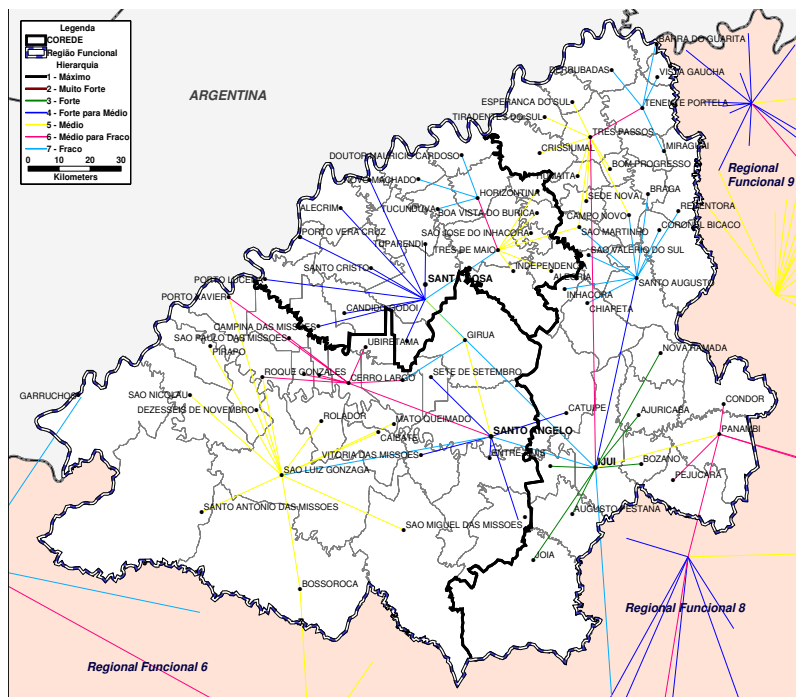 Legenda
COREDE
Região Funcional
Hierarquia
1 - Máximo
2 - Muito Forte
3 - Forte
4 - Forte para Médio
5 - Médio
6 - Médio para Fraco
7 - Fraco
0 10 20 30
Kilometers
ARGENTINA
BARRA DO GUARITA
DERRUBADAS
VISTA GAUCHA
ESPERANCA DO SUL
TENENTE PORTELA
TIRADENTES DO SUL
TRES PASSOS
CRISSIUMAL
MIRAGUAI
DOUTOR MAURICIO CARDOSO
BOM PROGRESSO
Regional
Funcional 9
NOVO MACHADO
HUMAITA
HORIZONTINA
SEDE NOVA
BRAGA
ALECRIM
TUCUNDUVA
BOA VISTA DO BURICA
CAMPO NOVO
REDENTORA
PORTO VERA CRUZ
SAO JOSE DO INHACORA
SAO MARTINHO
CORONEL BICACO
TUPARENDI
TRES DE MAIO
SAO VALERIO DO SUL
SANTO CRISTO
INDEPENDENCIA
ALEGRIA
PORTO LUCENA
SANTA ROSA
SANTO AUGUSTO
PORTO XAVIER
INHACORA
CANDIDO GODOI
CHIAPETA
CAMPINA DAS MISSOES
SAO PAULO DAS MISSOES
UBIRETAMA
GIRUA
PIRAPO
NOVA RAMADA
ROQUE GONZALES
CERRO LARGO
SETE DE SETEMBRO
GARRUCHOS
SAO NICOLAU
CONDOR
DEZESSEIS DE NOVEMBRO
ROLADOR
MATO QUEIMADO
CATUIPE
AJURICABA
PANAMBI
CAIBATE
SANTO ANGELO
VITORIA DAS MISSOES
ENTRE-IJUIS
IJUI
BOZANO
SAO LUIZ GONZAGA
PEJUCARA
SANTO ANTONIO DAS MISSOES
AUGUSTO PESTANA
SAO MIGUEL DAS MISSOES
JOIA
BOSSOROCA
Regional Funcional 8
Regional Funcional 6